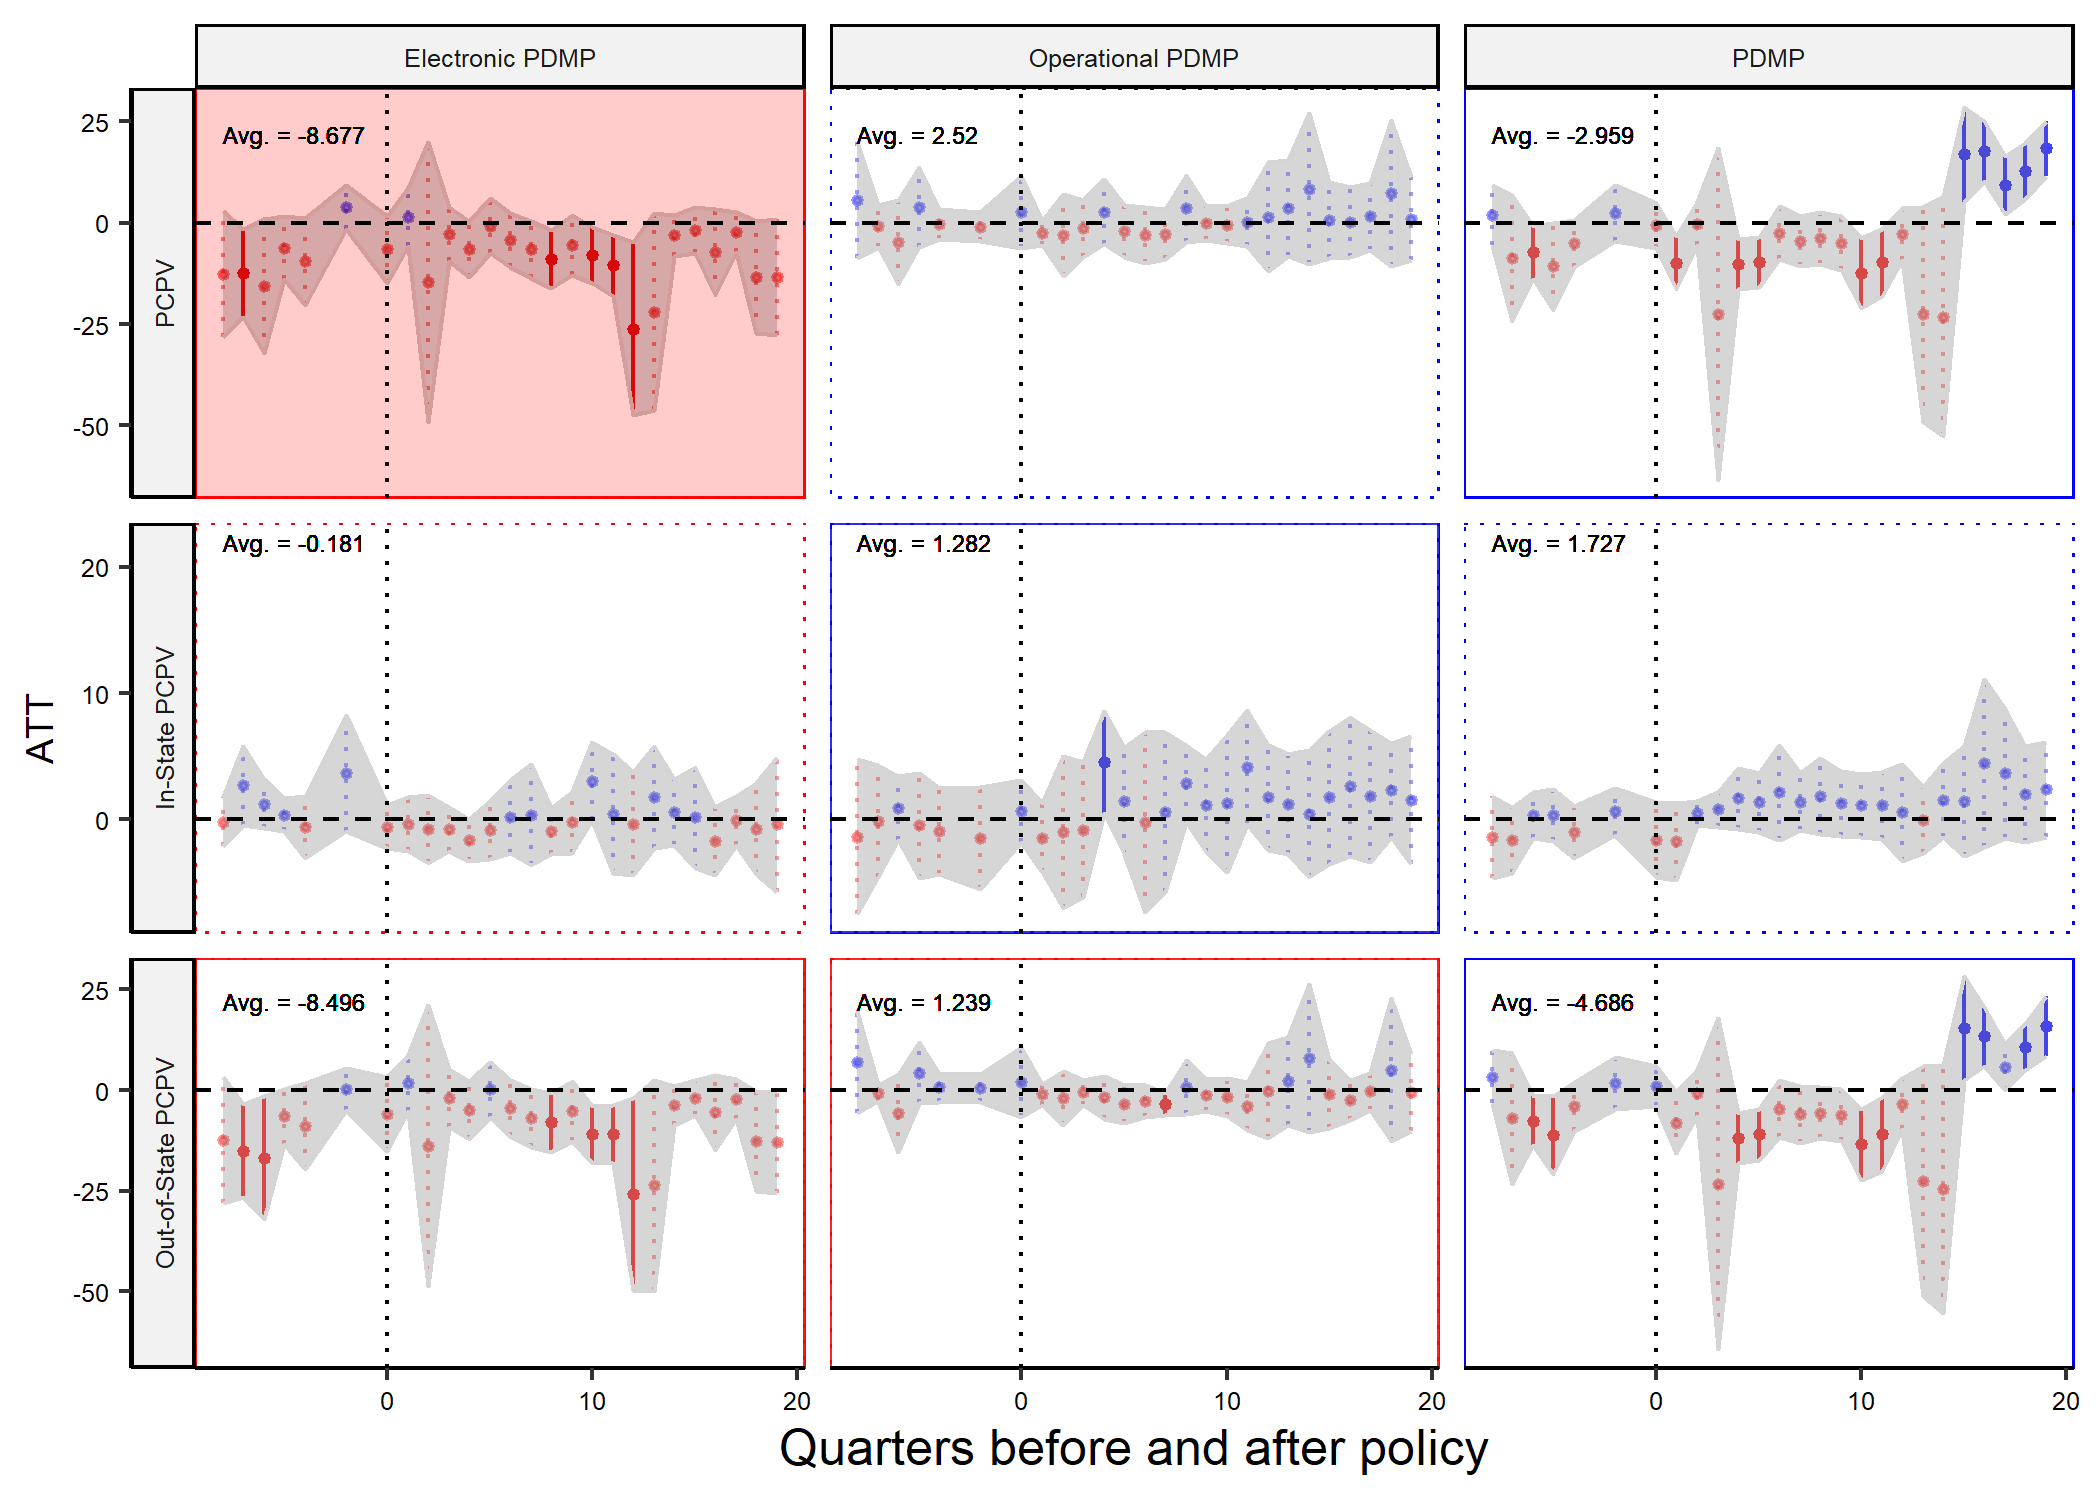 Electronic PDMP
Operational PDMP
PDMP
PCPV
25
0
-25
-50
Avg. = -8.677
Avg. = 2.52
Avg. = -2.959
ATT
In-State PCPV
20
10
0
Avg. = -0.181
Avg. = 1.282
Avg. = 1.727
Out-of-State PCPV
25
0
-25
-50
Avg. = -8.496
Avg. = 1.239
Avg. = -4.686
0 10 20
0 10 20
0 10 20
Quarters before and after policy